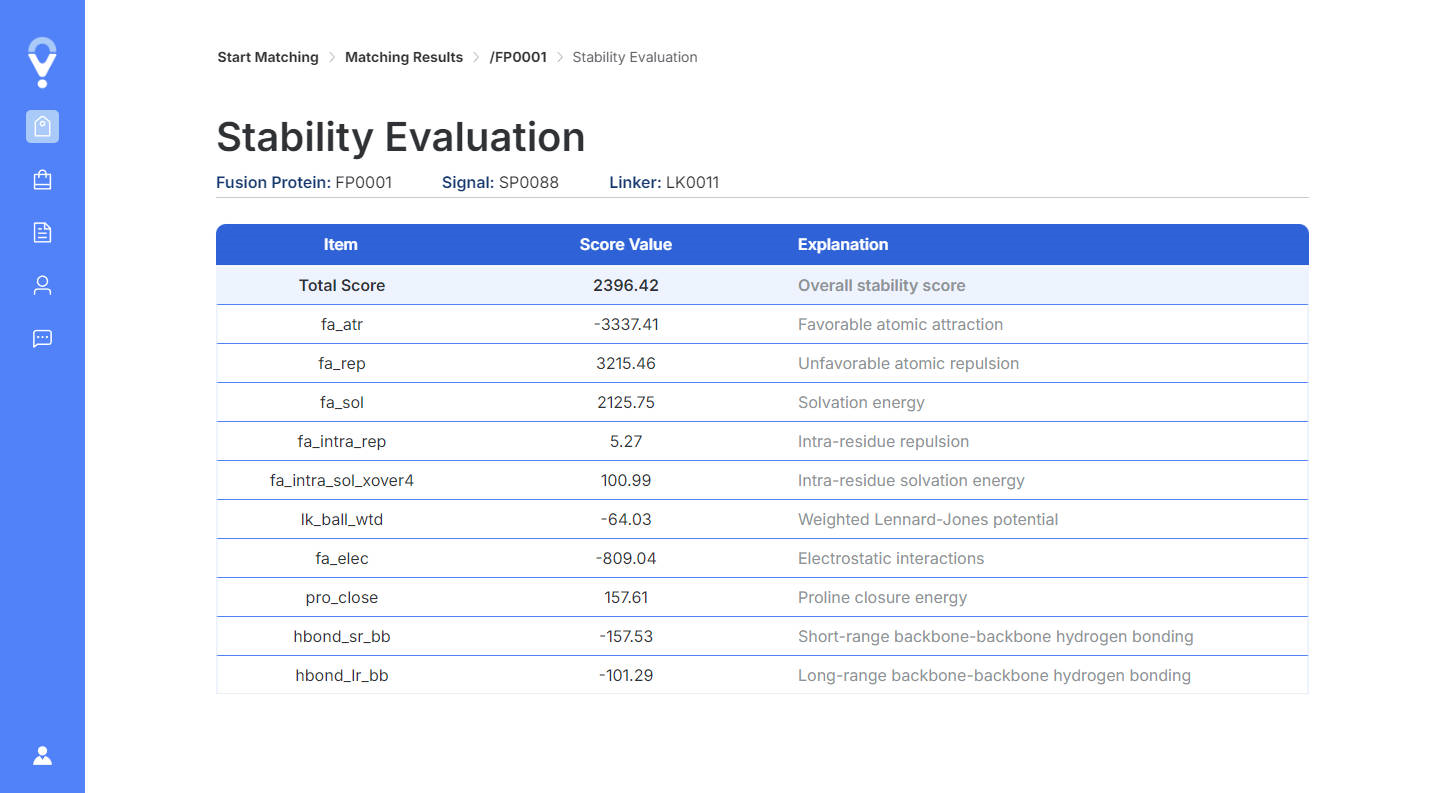 Start Matching > Matching Results > /FP0001 > Stability Evaluation
Stability Evaluation
Fusion Protein: FP0001 Signal: SP0088 Linker: LK0011
Item Score Value Explanation
Total Score 2396.42 Overall stability score
fa_atr -3337.41 Favorable atomic attraction
fa_rep 3215.46 Unfavorable atomic repulsion
fa_sol 2125.75 Solvation energy
fa_intra_rep 5.27 Intra-residue repulsion
fa_intra_sol_xover4 100.99 Intra-residue solvation energy
lk_ball_wtd -64.03 Weighted Lennard-Jones potential
fa_elec -809.04 Electrostatic interactions
pro_close 157.61 Proline closure energy
hbond_sr_bb -157.53 Short-range backbone-backbone hydrogen bonding
hbond_lr_bb -101.29 Long-range backbone-backbone hydrogen bonding